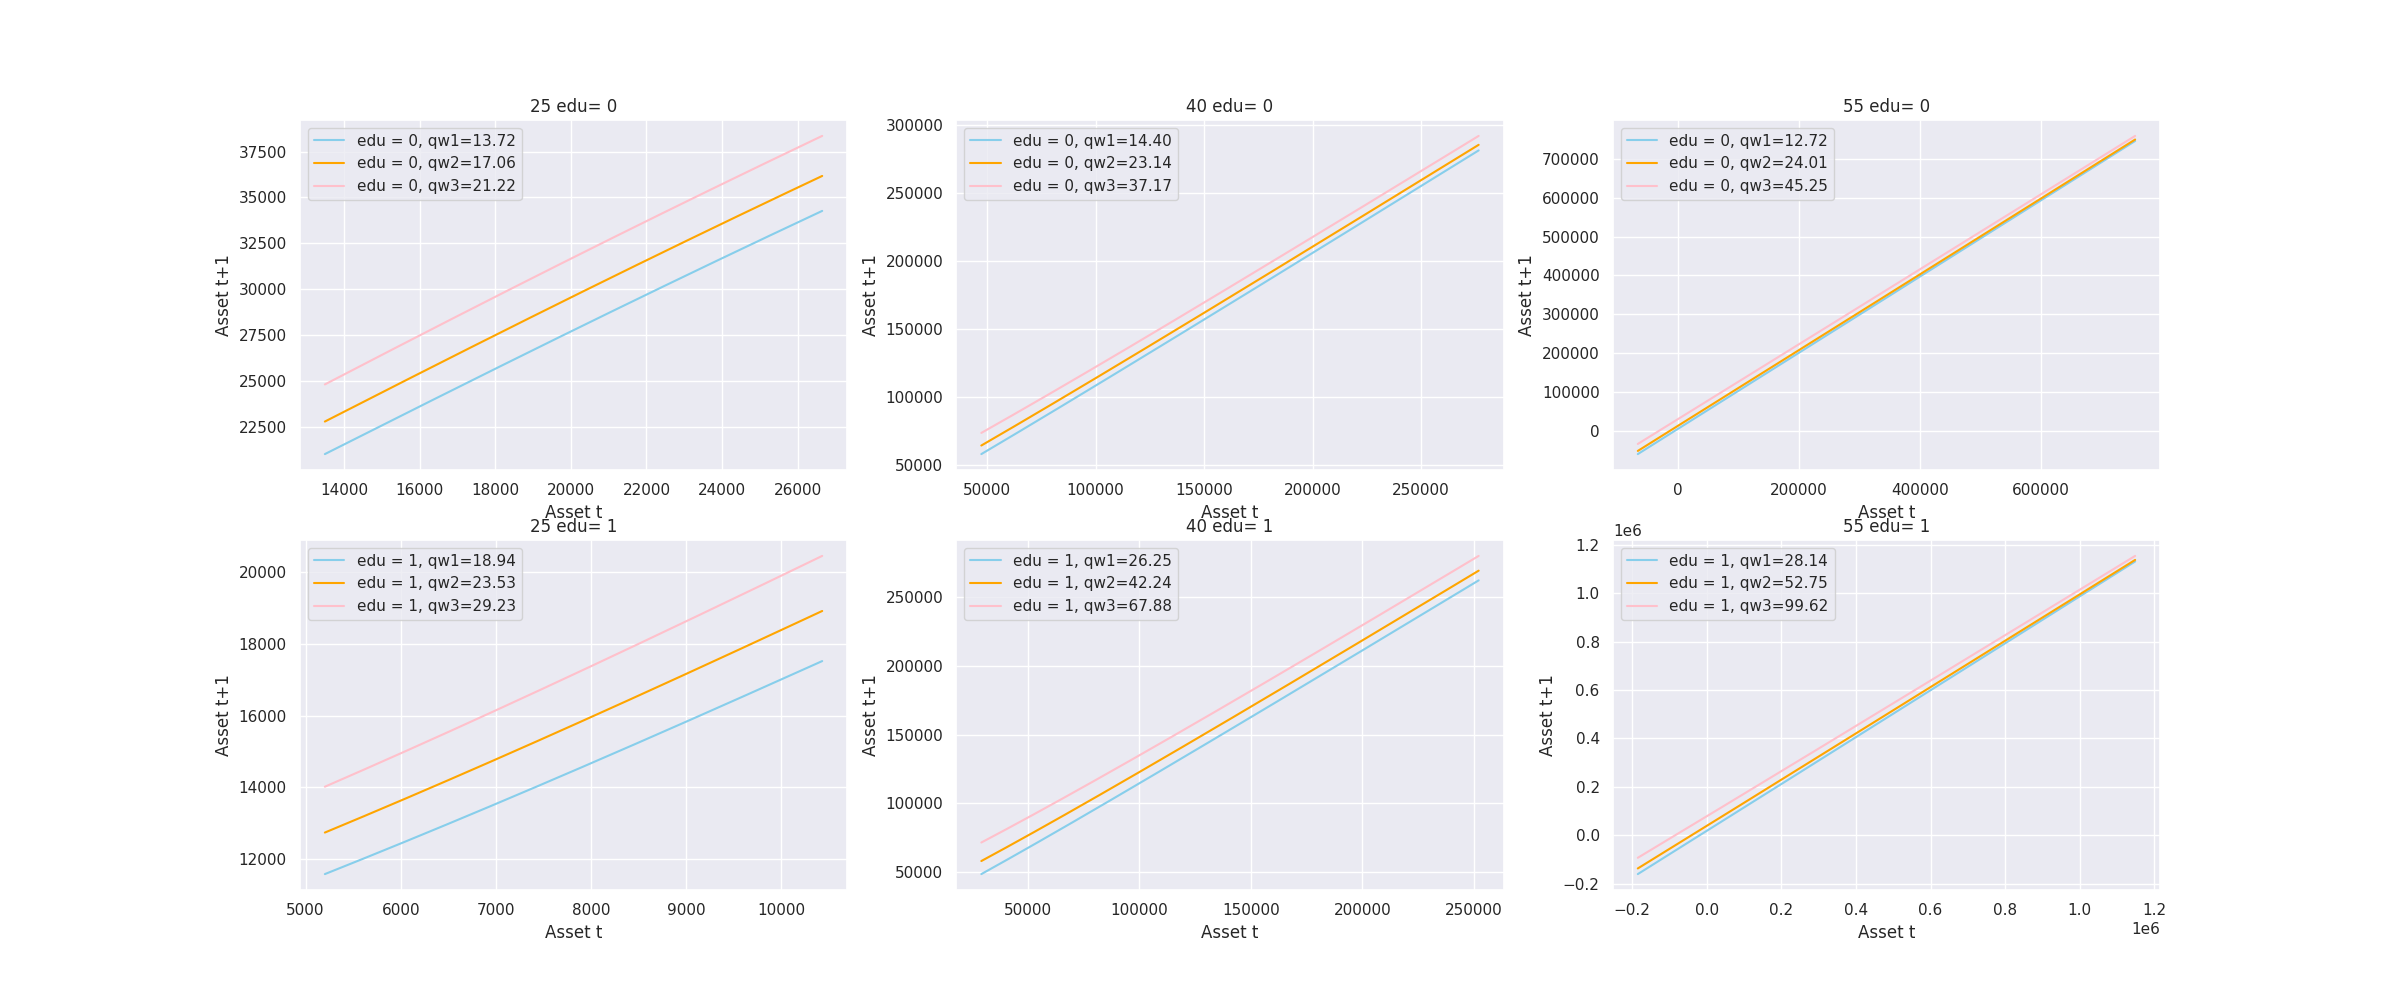 25 edu= 0
edu = 0, qw1=13.72
edu = 0, qw2=17.06
edu = 0, qw3=21.22
37500
35000
32500
30000
27500
25000
22500
Asset t+1
14000 16000 18000 20000 22000 24000 26000
Asset t
40 edu= 0
edu = 0, qw1=14.40
edu = 0, qw2=23.14
edu = 0, qw3=37.17
300000
250000
200000
150000
100000
50000
Asset t+1
50000 100000 150000 200000 250000
Asset t
55 edu= 0
edu = 0, qw1=12.72
edu = 0, qw2=24.01
edu = 0, qw3=45.25
700000
600000
500000
400000
300000
200000
100000
0
Asset t+1
0 200000 400000 600000
Asset t
25 edu= 1
edu = 1, qw1=18.94
edu = 1, qw2=23.53
edu = 1, qw3=29.23
20000
18000
16000
14000
12000
Asset t+1
5000 6000 7000 8000 9000 10000
Asset t
40 edu= 1
edu = 1, qw1=26.25
edu = 1, qw2=42.24
edu = 1, qw3=67.88
250000
200000
150000
100000
50000
Asset t+1
50000 100000 150000 200000 250000
Asset t
55 edu= 1
1e6
edu = 1, qw1=28.14
edu = 1, qw2=52.75
edu = 1, qw3=99.62
1.2
1.0
0.8
0.6
0.4
0.2
0.0
−0.2
Asset t+1
−0.2 0.0 0.2 0.4 0.6 0.8 1.0 1.2
1e6
Asset t